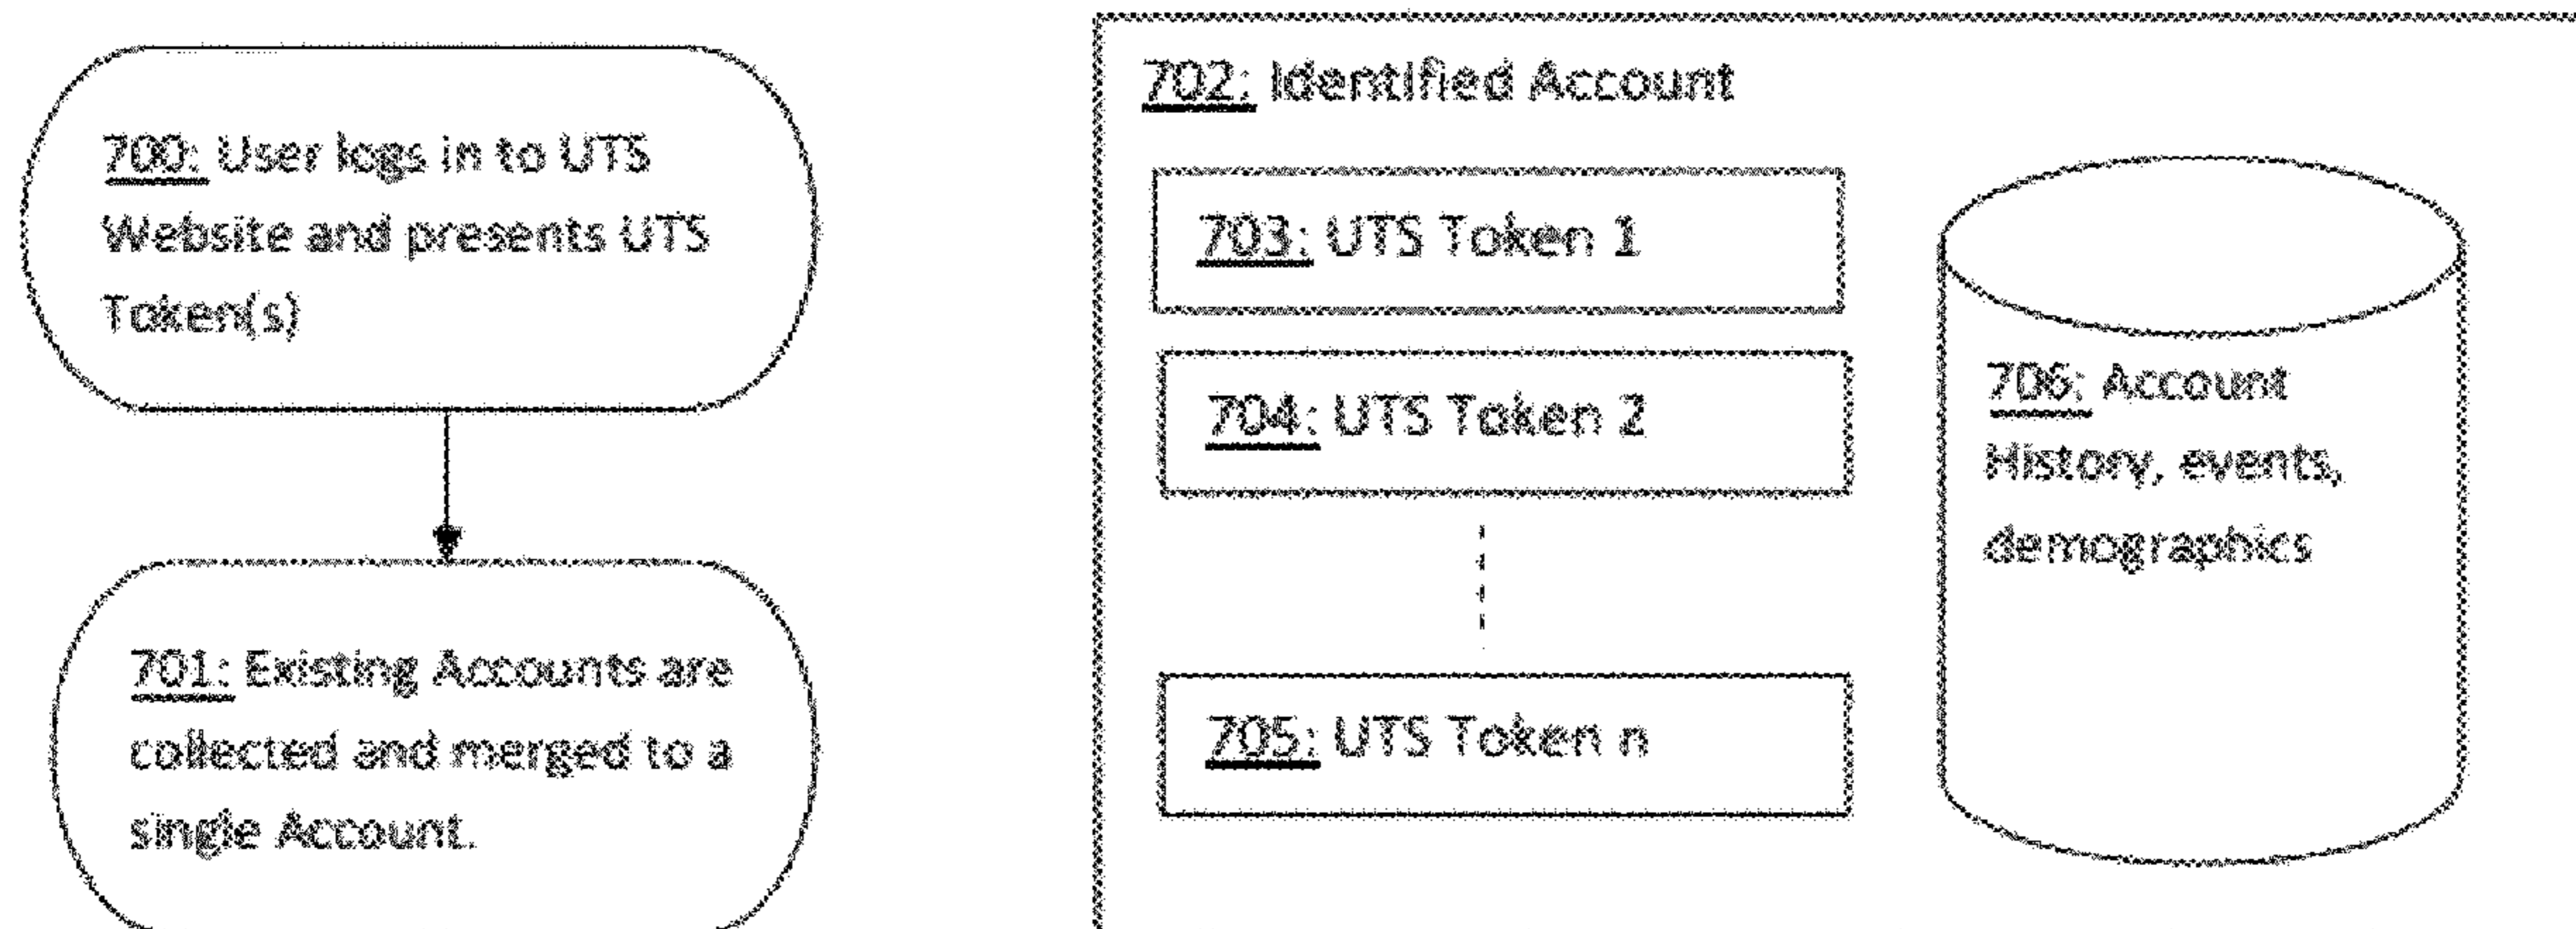 700: User logs in to UTS
Website and presents UTS
Token(s)
701: Existing Accounts are
collected and merged to a
single Account.
702: Identified Account
703: UTS Token 1
704: UTS Token 2
705: UTS Token n
706: Account
History, events,
demographics